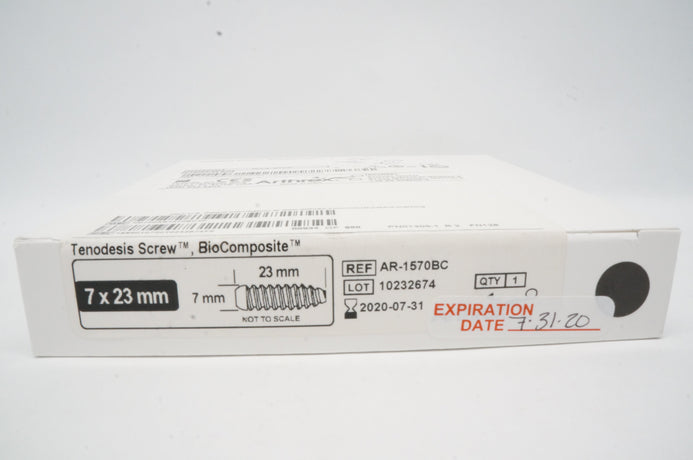 Arthrex
Tenodesis Screw™, BioComposite™
7 x 23 mm
23 mm
7 mm
NOT TO SCALE
REF AR-1570BC
LOT 10232674
2020-07-31
QTY 1
EXPIRATION
DATE 7·31·20